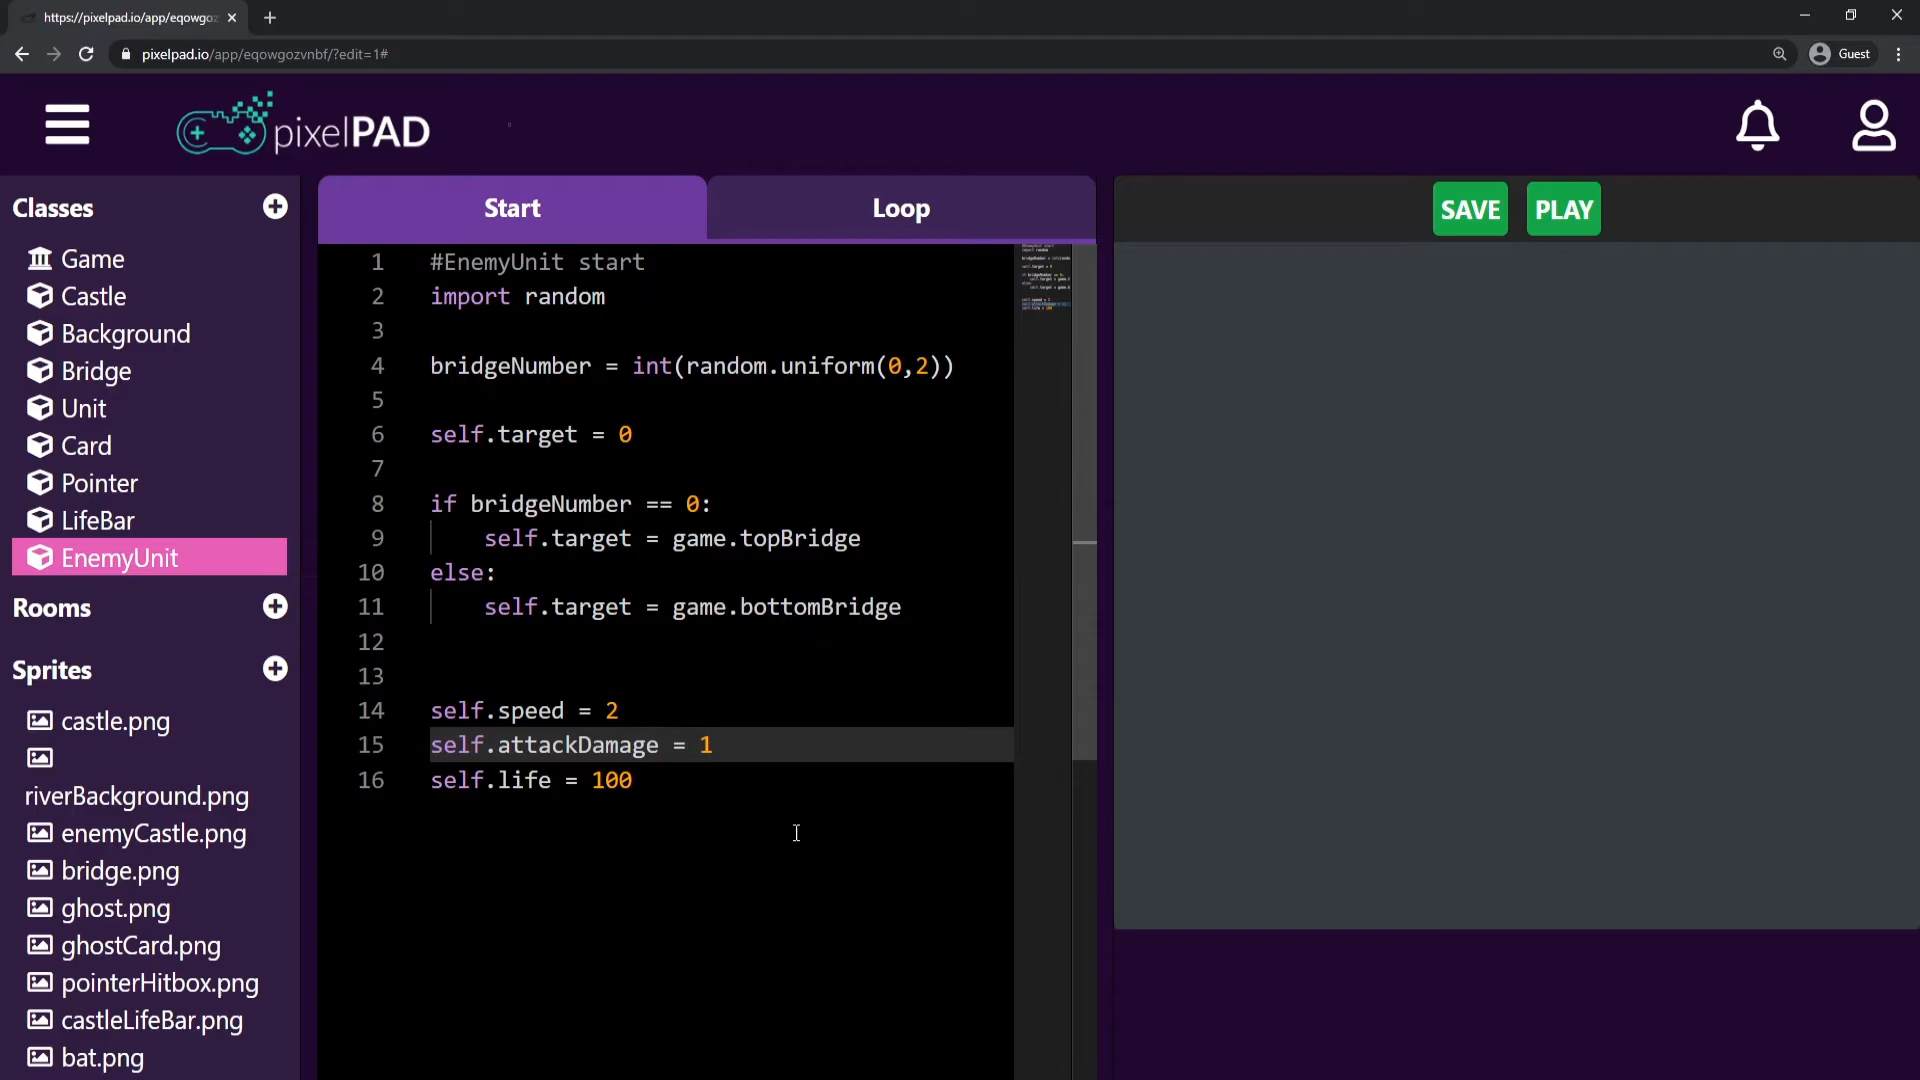 https://pixelpad.io/app/eqowgoz
pixelpad.io/app/eqowgozvnbf/?edit=1#
Guest
pixelPAD
Classes
Game
Castle
Background
Bridge
Unit
Card
Pointer
LifeBar
EnemyUnit
Rooms
Sprites
castle.png
riverBackground.png
enemyCastle.png
bridge.png
ghost.png
ghostCard.png
pointerHitbox.png
castleLifeBar.png
bat.png
Start
Loop
1 #EnemyUnit start
2 import random
3
4 bridgeNumber = int(random.uniform(0,2))
5
6 self.target = 0
7
8 if bridgeNumber == 0:
9 self.target = game.topBridge
10 else:
11 self.target = game.bottomBridge
12
13
14 self.speed = 2
15 self.attackDamage = 1
16 self.life = 100
SAVE
PLAY